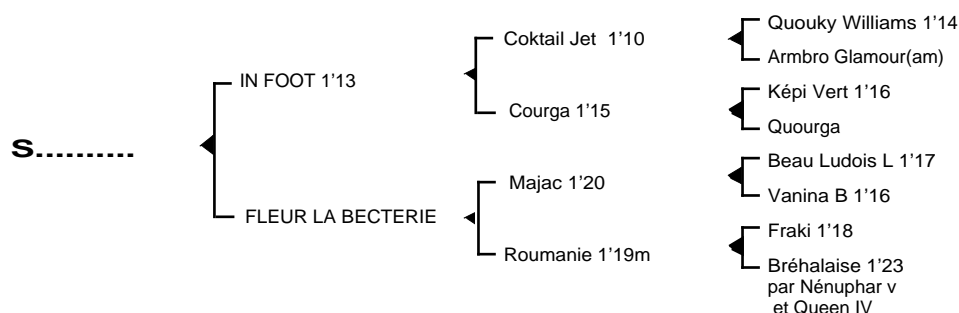 Quouky Williams 1'14
Coktail Jet 1'10
Armbro Glamour(am)
IN FOOT 1'13
Képi Vert 1'16
Courga 1'15
Quourga
S..........
Beau Ludois L 1'17
Majac 1'20
Vanina B 1'16
FLEUR LA BECTERIE
Fraki 1'18
Roumanie 1'19m
Bréhalaise 1'23
par Nénuphar v
et Queen IV